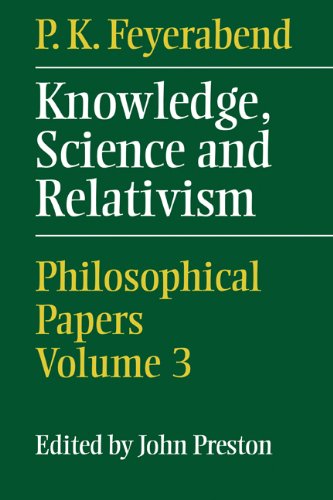 P. K. Feyerabend
Knowledge,
Science and
Relativism
Philosophical
Papers
Volume 3
Edited by John Preston